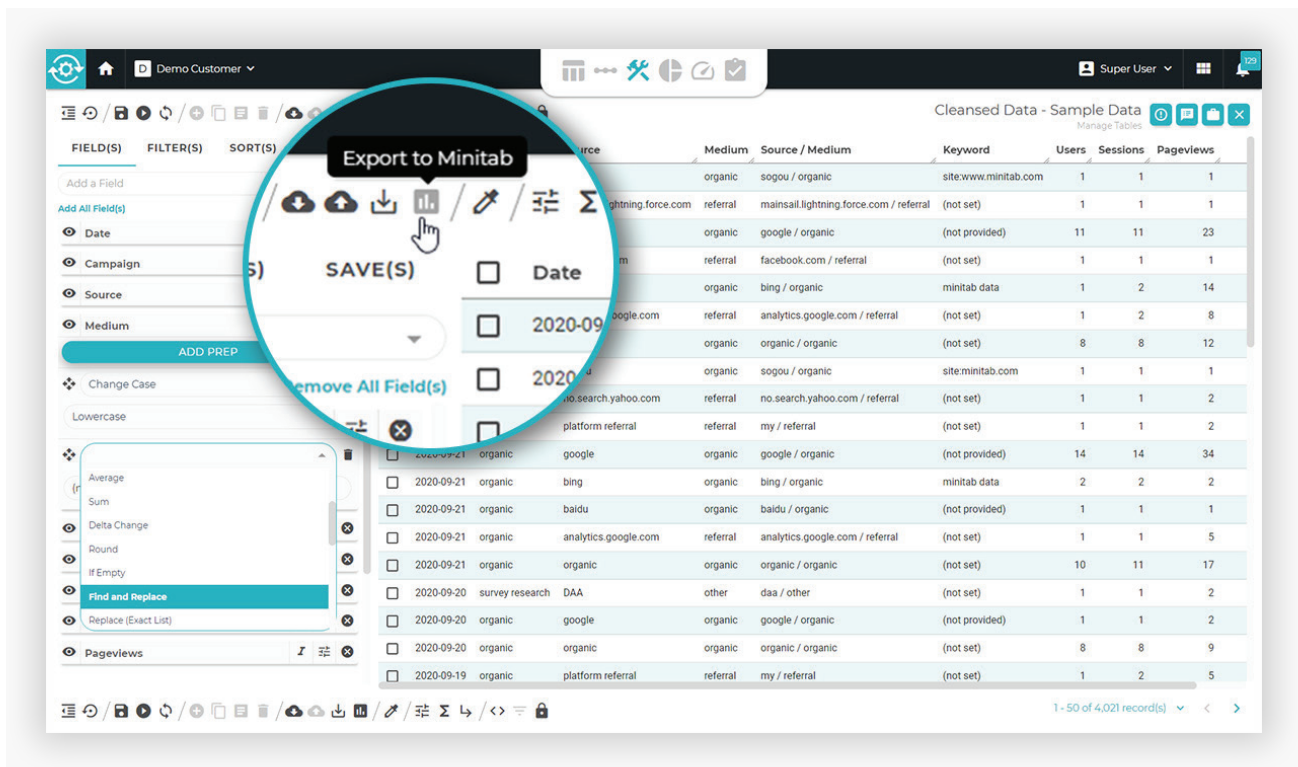 D Demo Customer
Super User
129
Cleansed Data - Sample Data
Manage Tables
FIELD(S) FILTER(S) SORT(S)
Add a Field
Add All Field(s)
Date
Campaign
Source
Medium
ADD PREP
Change Case
Lowercase
Average
Sum
Delta Change
Round
If Empty
Find and Replace
Replace (Exact List)
Pageviews
Export to Minitab
SAVE(S)
Date
2020-09
Remove All Field(s)
Medium Source / Medium Keyword Users Sessions Pageviews
organic sogou / organic site:www.minitab.com 1 1 1
referral mainsail.lightning.force.com / referral (not set) 1 1 1
organic google / organic (not provided) 11 11 23
referral facebook.com / referral (not set) 1 1 1
organic bing / organic minitab data 1 2 14
referral analytics.google.com / referral (not set) 1 2 8
organic organic / organic (not set) 8 8 12
organic sogou / organic site:minitab.com 1 1 1
no.search.yahoo.com referral no.search.yahoo.com / referral (not set) 1 1 2
platform referral referral my / referral (not set) 1 1 2
2020-09-21 organic google organic google / organic (not provided) 14 14 34
2020-09-21 organic bing organic bing / organic minitab data 2 2 2
2020-09-21 organic baidu organic baidu / organic (not provided) 1 1 1
2020-09-21 organic analytics.google.com referral analytics.google.com / referral (not set) 1 1 5
2020-09-21 organic organic organic organic / organic (not set) 10 11 17
2020-09-20 survey research DAA other daa / other (not set) 1 1 2
2020-09-20 organic google organic google / organic (not provided) 1 1 2
2020-09-20 organic organic organic organic / organic (not set) 8 8 9
2020-09-19 organic platform referral referral my / referral (not set) 1 2 5
1 - 50 of 4,021 record(s)